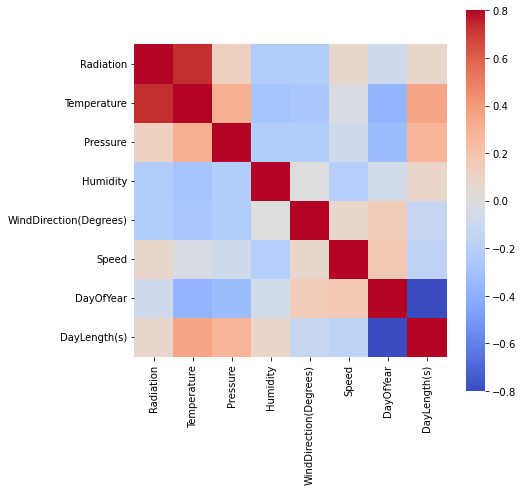 Radiation
Temperature
Pressure
Humidity
WindDirection(Degrees)
Speed
DayOfYear
DayLength(s)
Radiation
Temperature
Pressure
Humidity
WindDirection(Degrees)
Speed
DayOfYear
DayLength(s)
0.8
0.6
0.4
0.2
0.0
−0.2
−0.4
−0.6
−0.8